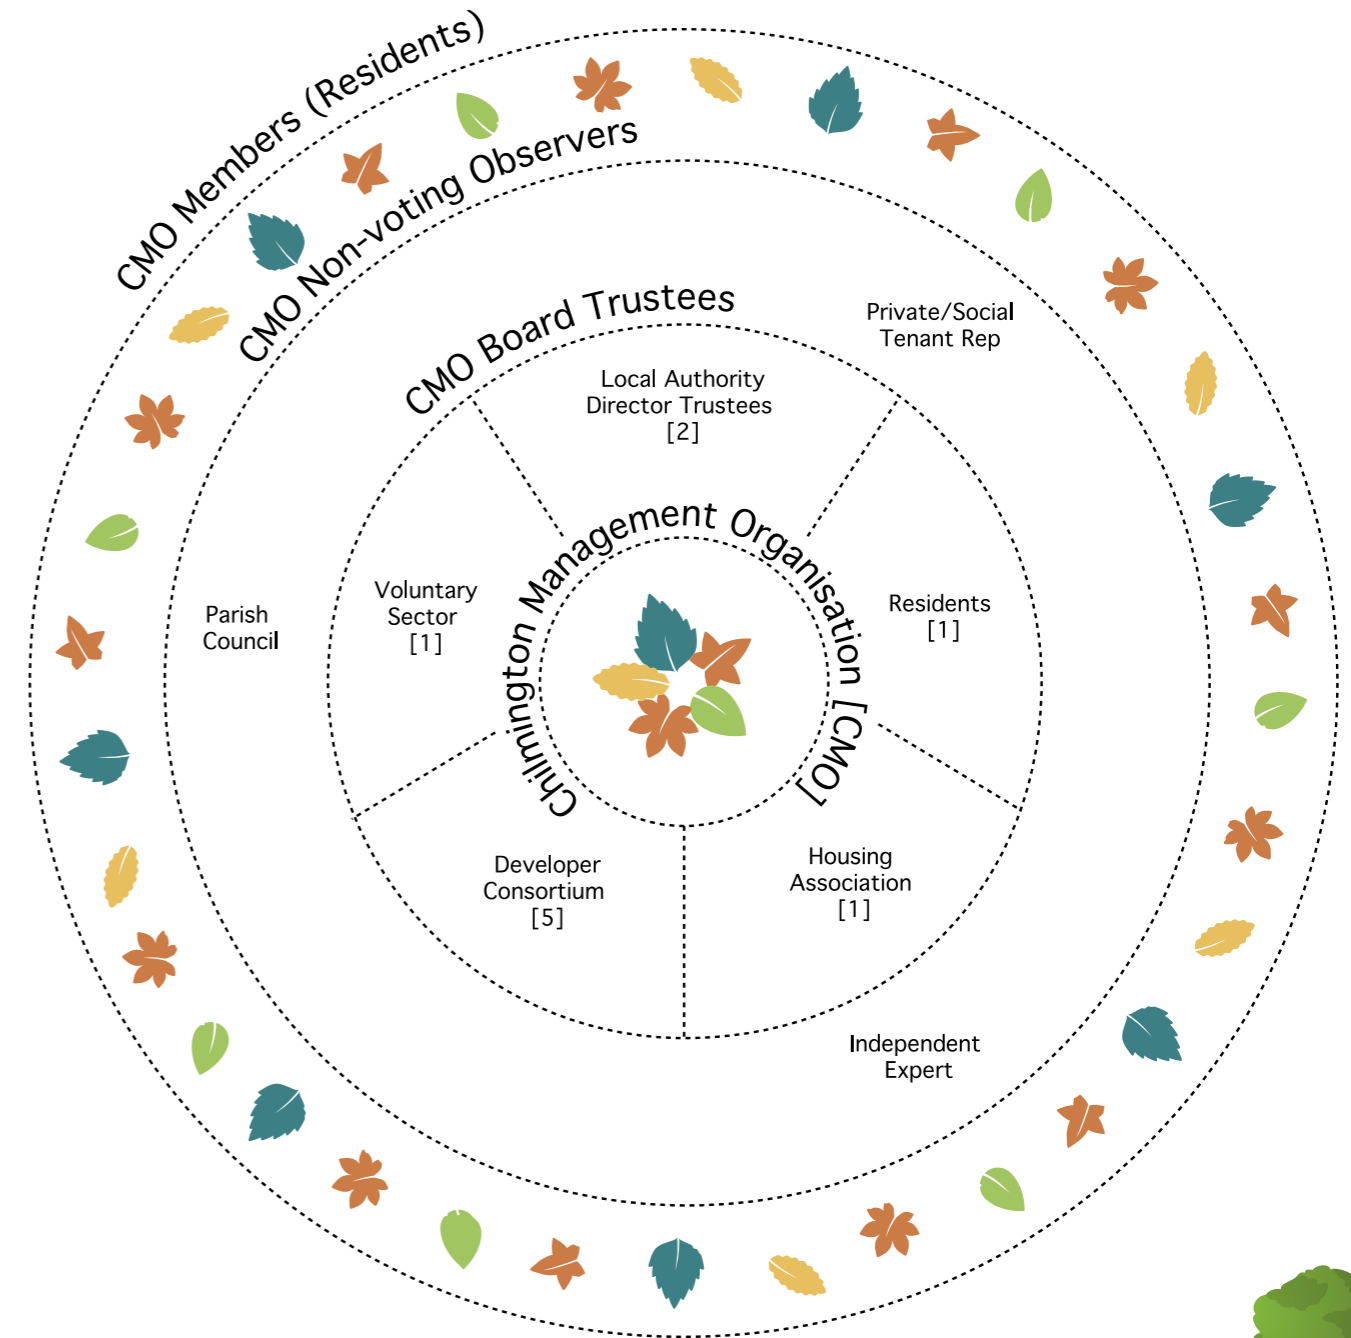 CMO Members (Residents)
CMO Non-voting Observers
CMO Board Trustees
Private/Social
Tenant Rep
Local Authority
Director Trustees
[2]
Chilmington Management Organisation [CMO]
Voluntary
Sector
[1]
Residents
[1]
Parish
Council
Developer
Consortium
[5]
Housing
Association
[1]
Independent
Expert